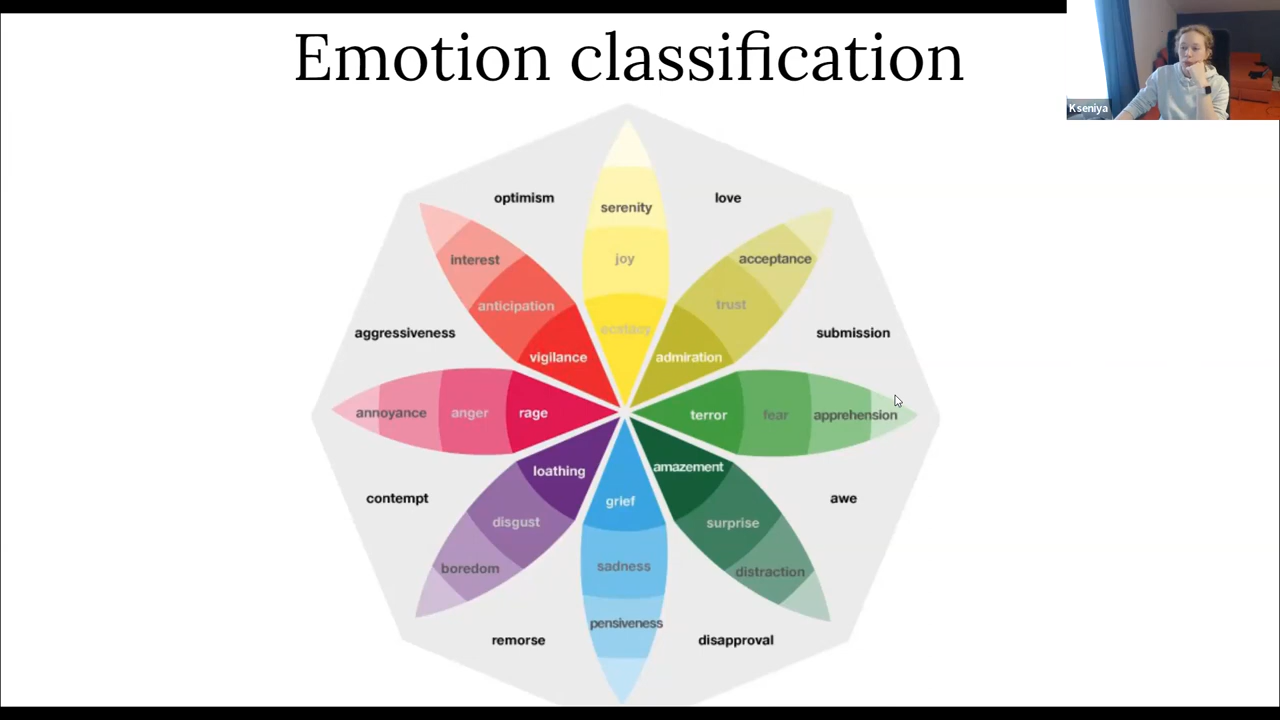 Emotion classification
Kseniya
optimism
love
serenity
interest
joy
acceptance
anticipation
trust
ecstasy
aggressiveness
submission
vigilance
admiration
annoyance
anger
rage
terror
fear
apprehension
loathing
amazement
contempt
grief
awe
disgust
surprise
boredom
sadness
distraction
pensiveness
remorse
disapproval